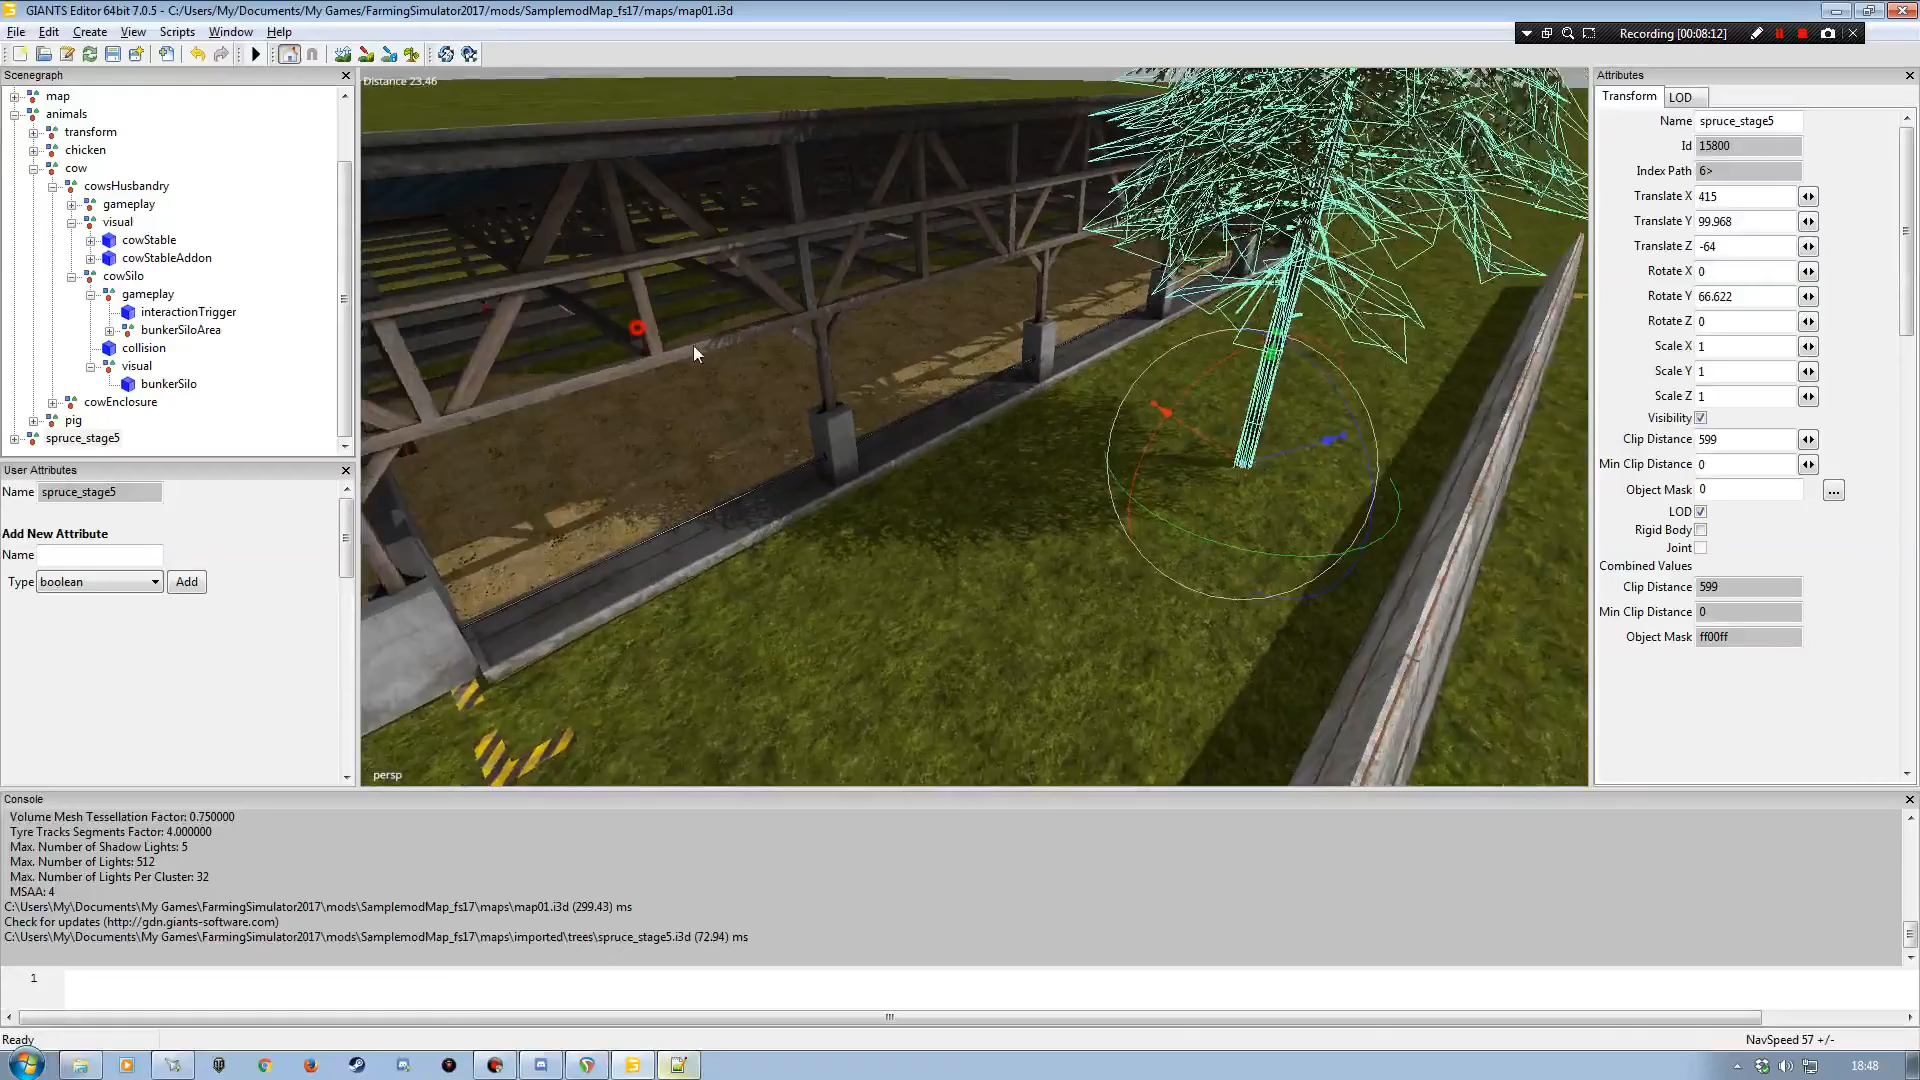 GIANTS Editor 64bit 7.0.5 - C:/Users/My/Documents/My Games/FarmingSimulator2017/mods/SamplemodMap_fs17/maps/map01.i3d
File Edit View Create Scripts Window Help
Recording [00:08:12]
Scenegraph
map
animals
transform
chicken
cow
cowsHusbandry
gameplay
visual
cowStable
cowStableAddon
cowSilo
gameplay
interactionTrigger
bunkerSiloArea
collision
visual
bunkerSilo
cowEnclosure
pig
spruce_stage5
User Attributes
Name spruce_stage5
Add New Attribute
Name
Type boolean Add
Distance 23.46
persp
Attributes
Transform LOD
Name spruce_stage5
Id 15800
Index Path 6>
Translate X 415
Translate Y 99.968
Translate Z -64
Rotate X 0
Rotate Y 66.622
Rotate Z 0
Scale X 1
Scale Y 1
Scale Z 1
Visibility
Clip Distance 599
Min Clip Distance 0
Object Mask 0 ...
LOD
Rigid Body
Joint
Combined Values
Clip Distance 599
Min Clip Distance 0
Object Mask ff00ff
Console
Volume Mesh Tessellation Factor: 0.750000
Tyre Tracks Segments Factor: 4.000000
Max. Number of Shadow Lights: 5
Max. Number of Lights: 512
Max. Number of Lights Per Cluster: 32
MSAA: 4
C:\Users\My\Documents\My Games\FarmingSimulator2017\mods\SamplemodMap_fs17\maps\map01.i3d (299.43) ms
Check for updates (http://gdn.giants-software.com)
C:\Users\My\Documents\My Games\FarmingSimulator2017\mods\SamplemodMap_fs17\maps\imported\trees\spruce_stage5.i3d (72.94) ms
1
Ready
NavSpeed 57 +/-
18:48